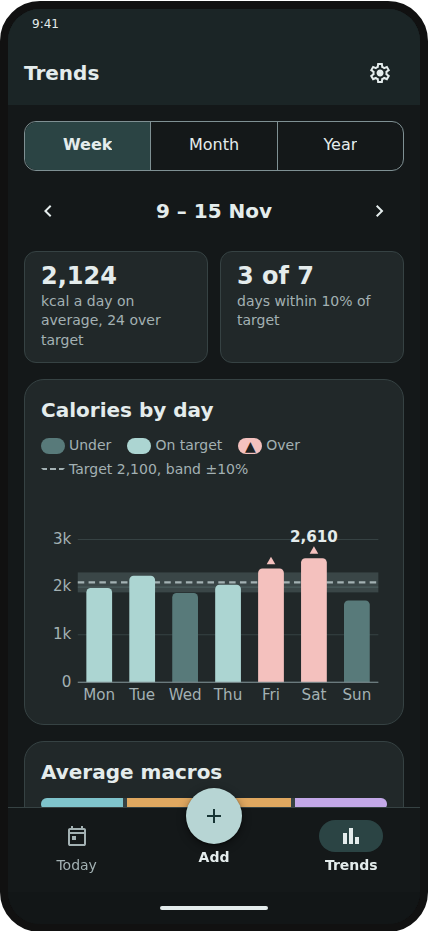 9:41
Trends
Week Month Year
9 – 15 Nov
2,124
kcal a day on
average, 24 over
target
3 of 7
days within 10% of
target
Calories by day
Under On target Over
Target 2,100, band ±10%
2,610
3k
2k
1k
0
Mon Tue Wed Thu Fri Sat Sun
Average macros
Today Add Trends